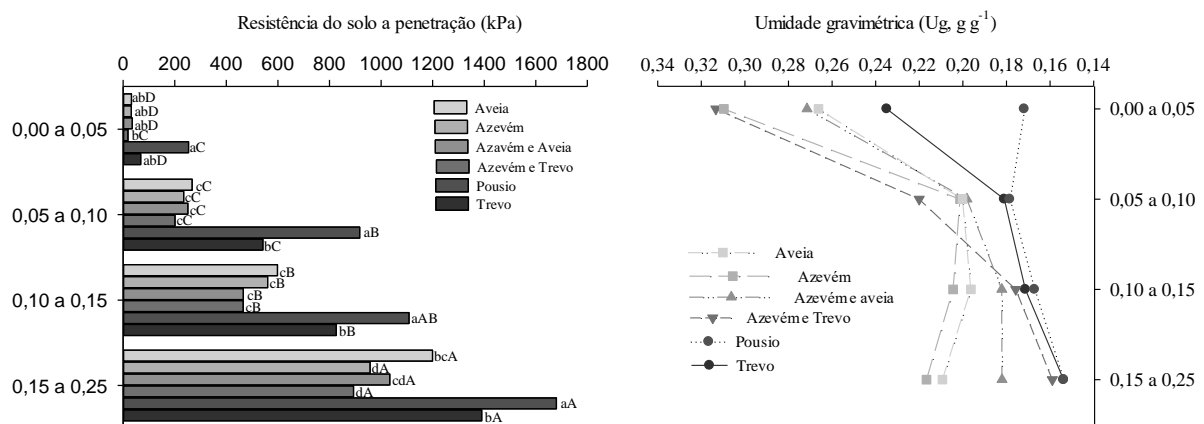 Resistência do solo a penetração (kPa)
0 200 400 600 800 1000 1200 1400 1600 1800
0,00 a 0,05
0,05 a 0,10
0,10 a 0,15
0,15 a 0,25
abD
abD
abD
bC
aC
abD
cC
cC
cC
cC
aB
bC
cB
cB
cB
cB
aAB
bB
bcA
dA
cdA
dA
aA
bA
Aveia
Azevém
Azavém e Aveia
Azevém e Trevo
Pousio
Trevo
Umidade gravimétrica (Ug, g g-1)
0,34 0,32 0,30 0,28 0,26 0,24 0,22 0,20 0,18 0,16 0,14
0,00 a 0,05
0,05 a 0,10
0,10 a 0,15
0,15 a 0,25
Aveia
Azevém
Azevém e aveia
Azevém e Trevo
Pousio
Trevo